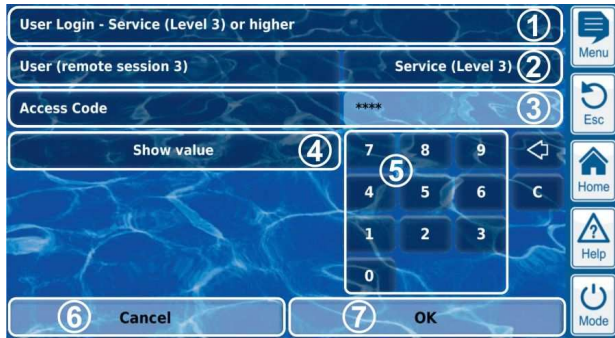 User Login - Service (Level 3) or higher ①
User (remote session 3) Service (Level 3) ②
Access Code **** ③
Show value ④
7 8 9
⑤
4 5 6 C
1 2 3
0
⑥ Cancel ⑦ OK
Menu
Esc
Home
?
Help
Mode